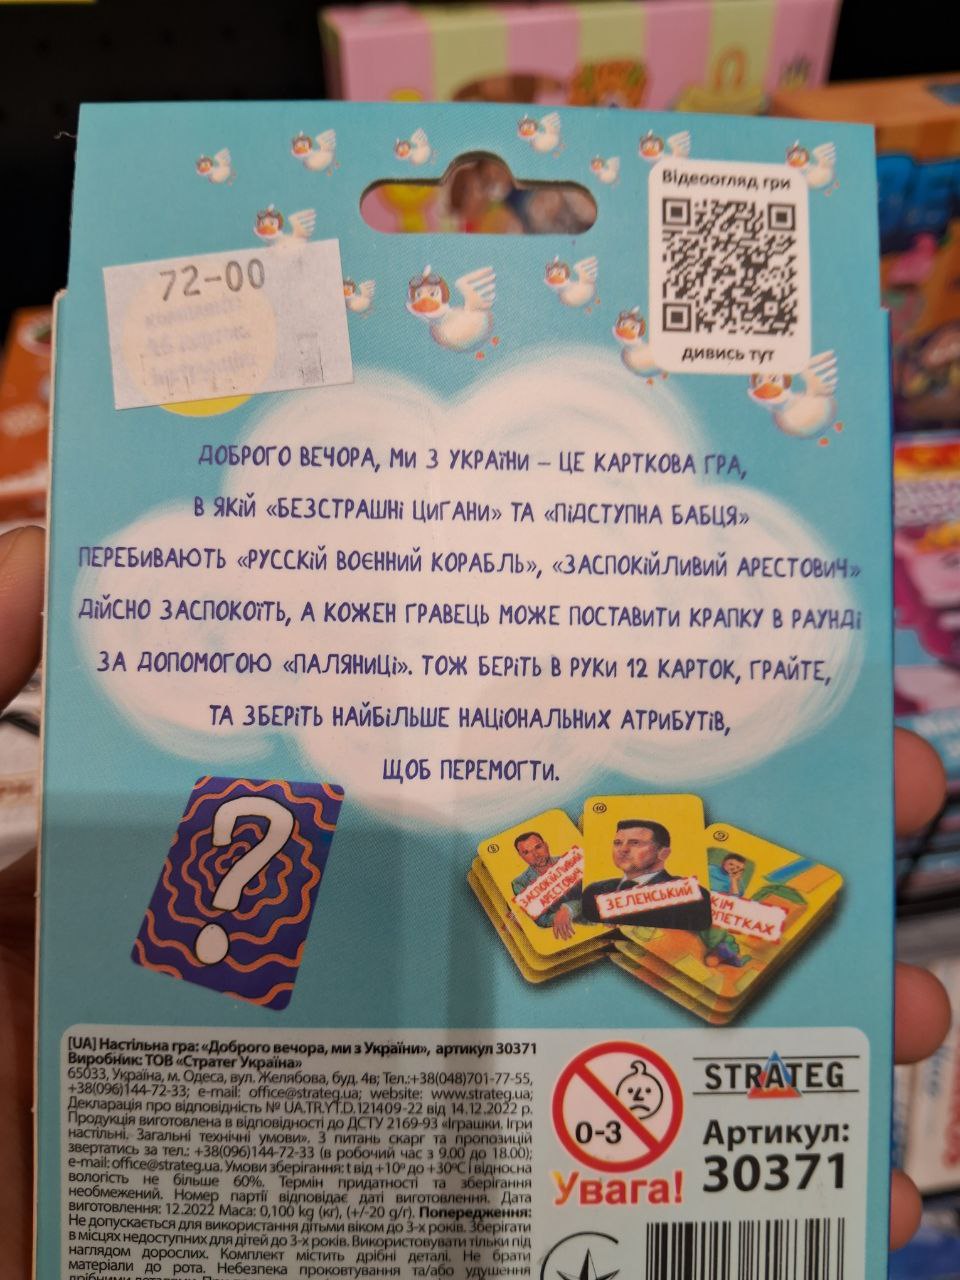 Відеоогляд гри
дивись тут
72-00
ДОБРОГО ВЕЧОРА, МИ З УКРАЇНИ – ЦЕ КАРТКОВА ГРА,
В ЯКІЙ «БЕЗСТРАШНІ ЦИГАНИ» ТА «ПІДСТУПНА БАБЦЯ»
ПЕРЕБИВАЮТЬ «РУССКІЙ ВОЄННИЙ КОРАБЛЬ», «ЗАСПОКІЙЛИВИЙ АРЕСТОВИЧ»
ДІЙСНО ЗАСПОКОЇТЬ, А КОЖЕН ГРАВЕЦЬ МОЖЕ ПОСТАВИТИ КРАПКУ В РАУНДІ
ЗА ДОПОМОГОЮ «ПАЛЯНИЦІ». ТОЖ БЕРІТЬ В РУКИ 12 КАРТОК, ГРАЙТЕ,
ТА ЗБЕРІТЬ НАЙБІЛЬШЕ НАЦІОНАЛЬНИХ АТРИБУТІВ,
ЩОБ ПЕРЕМОГТИ.
?
ЗАСПОКІЙЛИВИЙ
АРЕСТОВИЧ
10
ЗЕЛЕНСЬКИЙ
[UA] Настільна гра: «Доброго вечора, ми з України», артикул 30371
Виробник: ТОВ «Стратег Україна»
65033, Україна, м. Одеса, вул. Желябова, буд. 4в; Тел.:+38(048)701-77-55,
+38(096)144-72-33; e-mail: office@strateg.ua; website: www.strateg.ua;
Декларація про відповідність № UA.TR.YT.D.121409-22 від 14.12.2022 р.
Продукція виготовлена в відповідності до ДСТУ 2169-93 «Іграшки. Ігри
настільні. Загальні технічні умови». З питань скарг та пропозицій
звертатись за тел.: +38(096)144-72-33 (в робочий час з 9.00 до 18.00);
e-mail: office@strateg.ua. Умови зберігання: t від +10º до +30ºC і відносна
вологість не більше 60%. Термін придатності та зберігання
необмежений. Номер партії відповідає даті виготовлення. Дата
виготовлення: 12.2022 Маса: 0,100 kg (кг), (+/-20 g/г). Попередження:
Не допускається для використання дітьми віком до 3-х років. Зберігати
в місцях недоступних для дітей до 3-х років. Використовувати тільки під
наглядом дорослих. Комплект містить дрібні деталі. Не брати
матеріали до рота. Небезпека проковтування та/або удушення
0-3
Увага!
STRATEG
Артикул:
30371